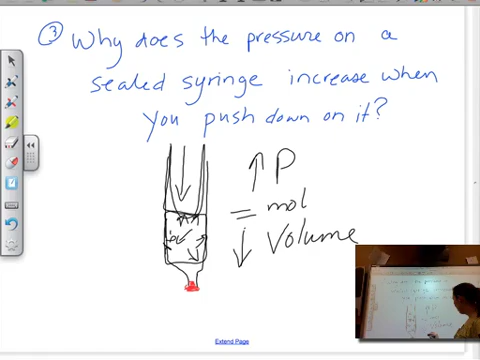 ③ Why does the pressure on a
sealed syringe increase when
you push down on it?
↑ P
= mol
↓ Volume
Extend Page